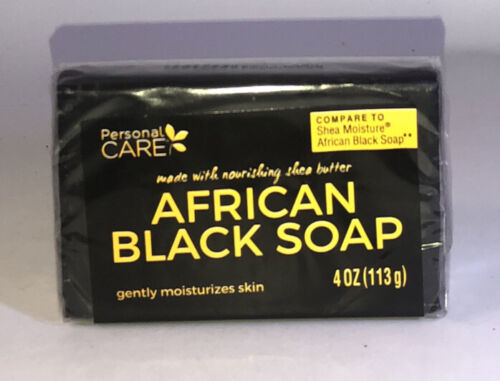 Personal
CARE
COMPARE TO
Shea Moisture®
African Black Soap**
made with nourishing shea butter
AFRICAN
BLACK SOAP
gently moisturizes skin
4 OZ (113 g)